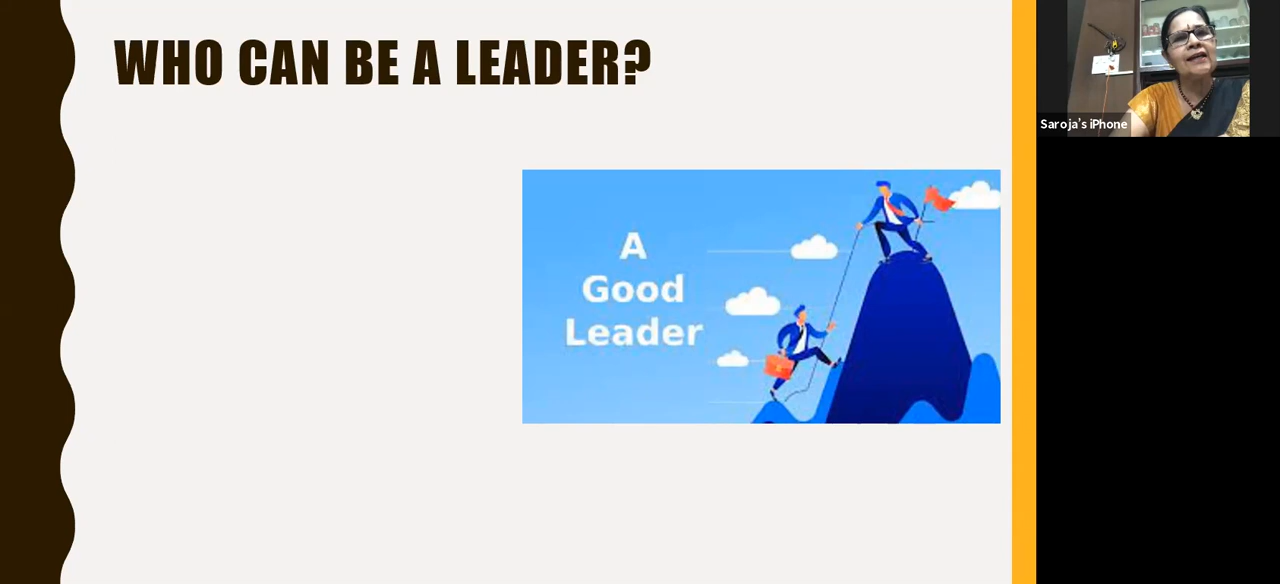 WHO CAN BE A LEADER?
A
Good
Leader
Saroja's iPhone